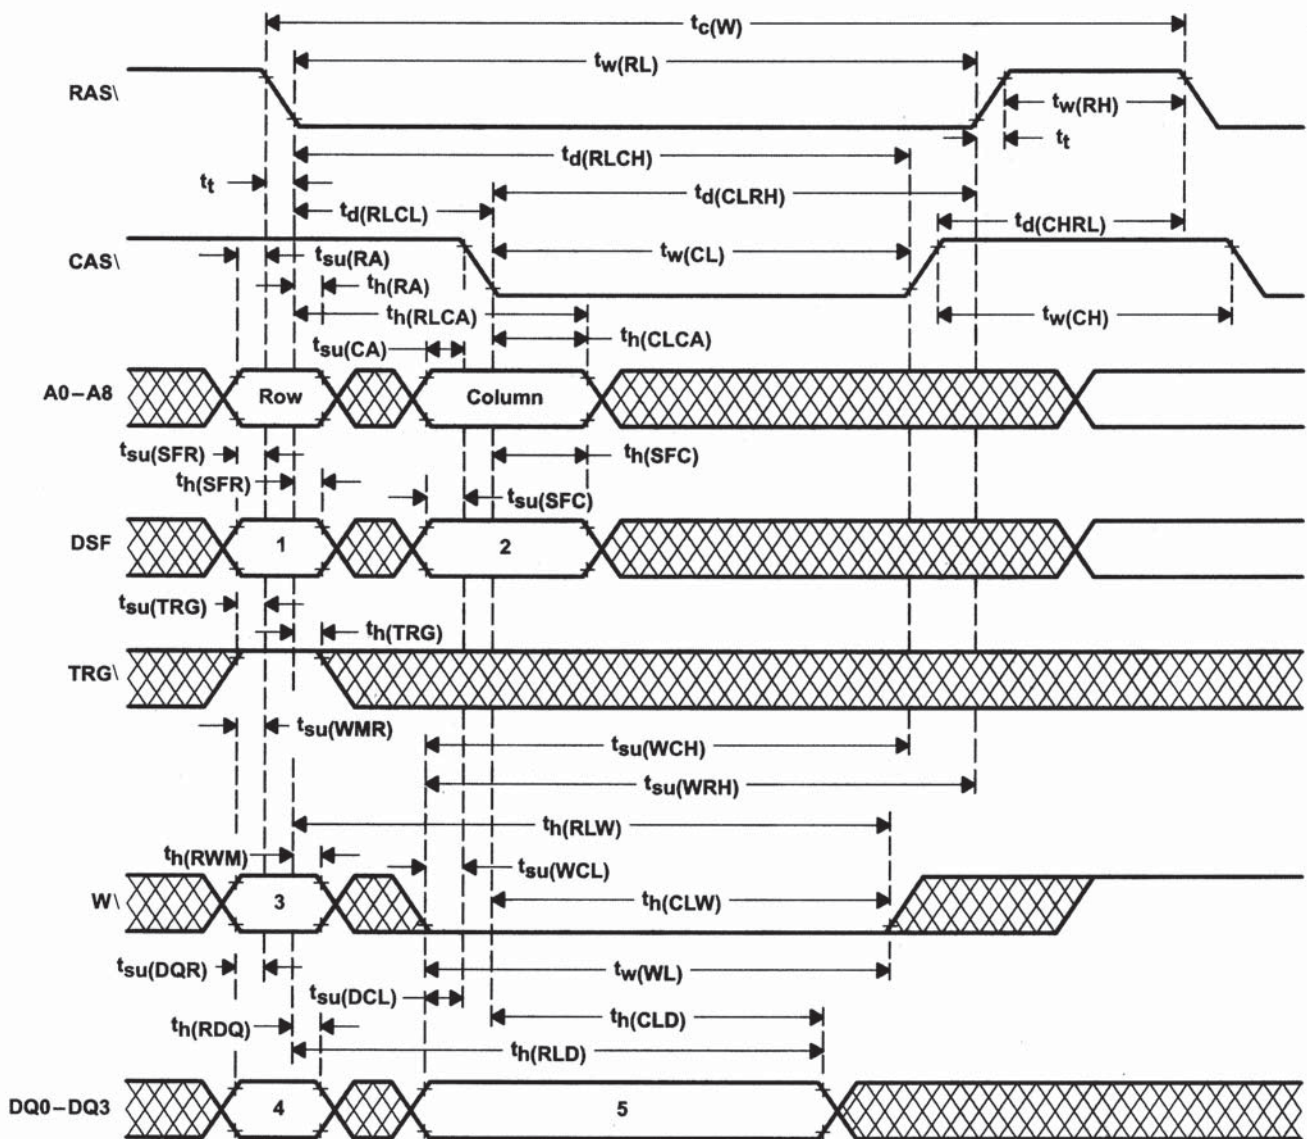 tc(W)
tw(RL)
RAS\
tw(RH)
tt
td(RLCH)
tt
td(CLRH)
td(RLCL)
td(CHRL)
CAS\
tsu(RA)
tw(CL)
th(RA)
th(RLCA)
tw(CH)
tsu(CA)
th(CLCA)
A0–A8
Row
Column
tsu(SFR)
th(SFC)
th(SFR)
tsu(SFC)
DSF
1
2
tsu(TRG)
th(TRG)
TRG\
tsu(WMR)
tsu(WCH)
tsu(WRH)
th(RLW)
th(RWM)
tsu(WCL)
W\
3
th(CLW)
tsu(DQR)
tw(WL)
tsu(DCL)
th(RDQ)
th(CLD)
th(RLD)
DQ0–DQ3
4
5